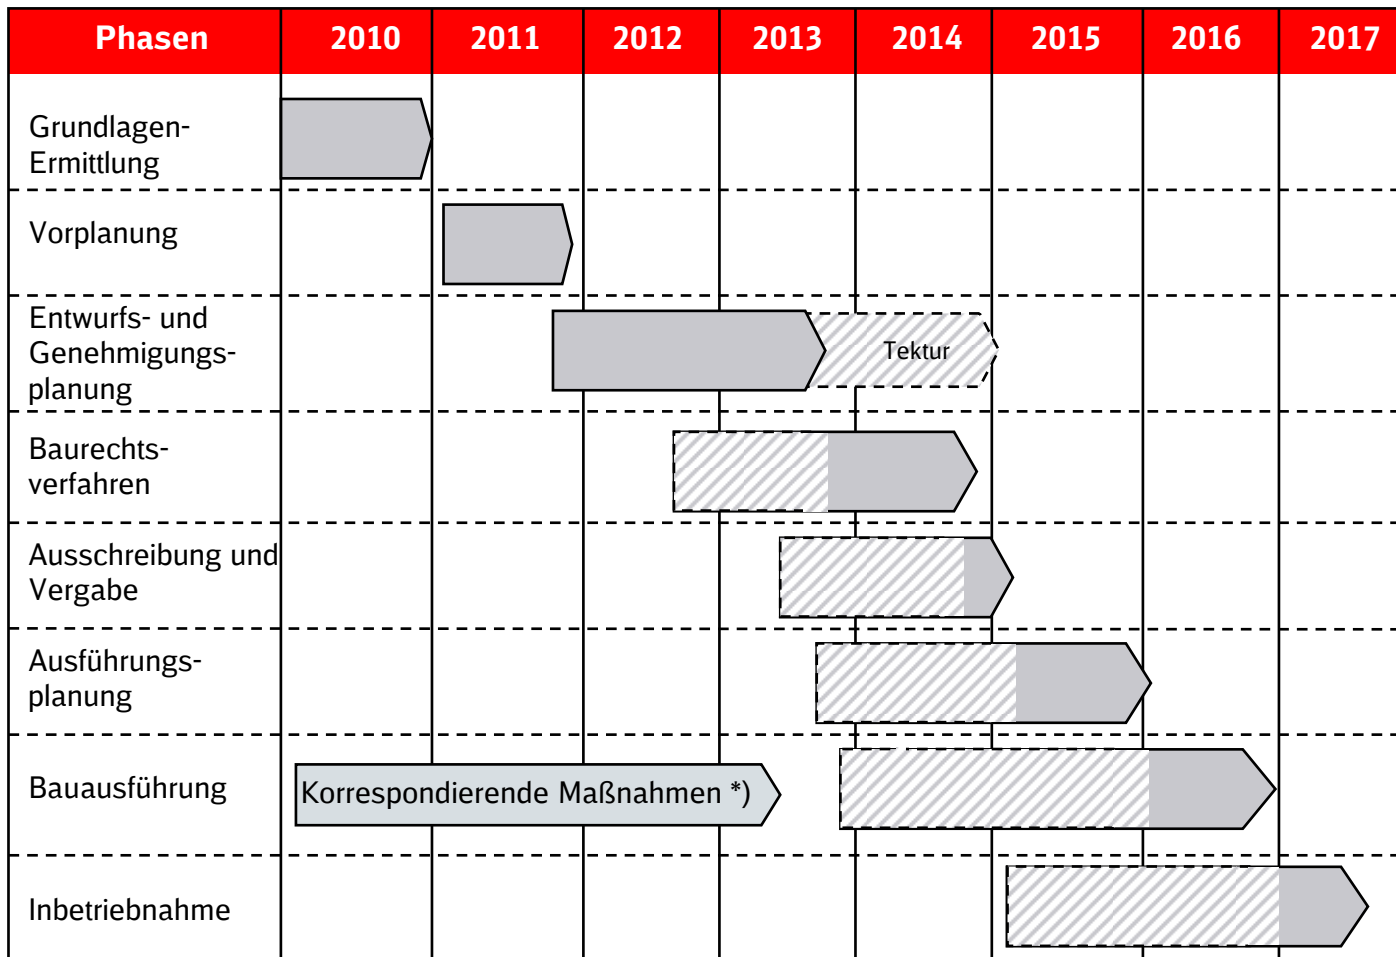 Phasen 2010 2011 2012 2013 2014 2015 2016 2017
Grundlagen-
Ermittlung
Vorplanung
Entwurfs- und
Genehmigungs-
planung
Tektur
Baurechts-
verfahren
Ausschreibung und
Vergabe
Ausführungs-
planung
Bauausführung
Korrespondierende Maßnahmen *)
Inbetriebnahme